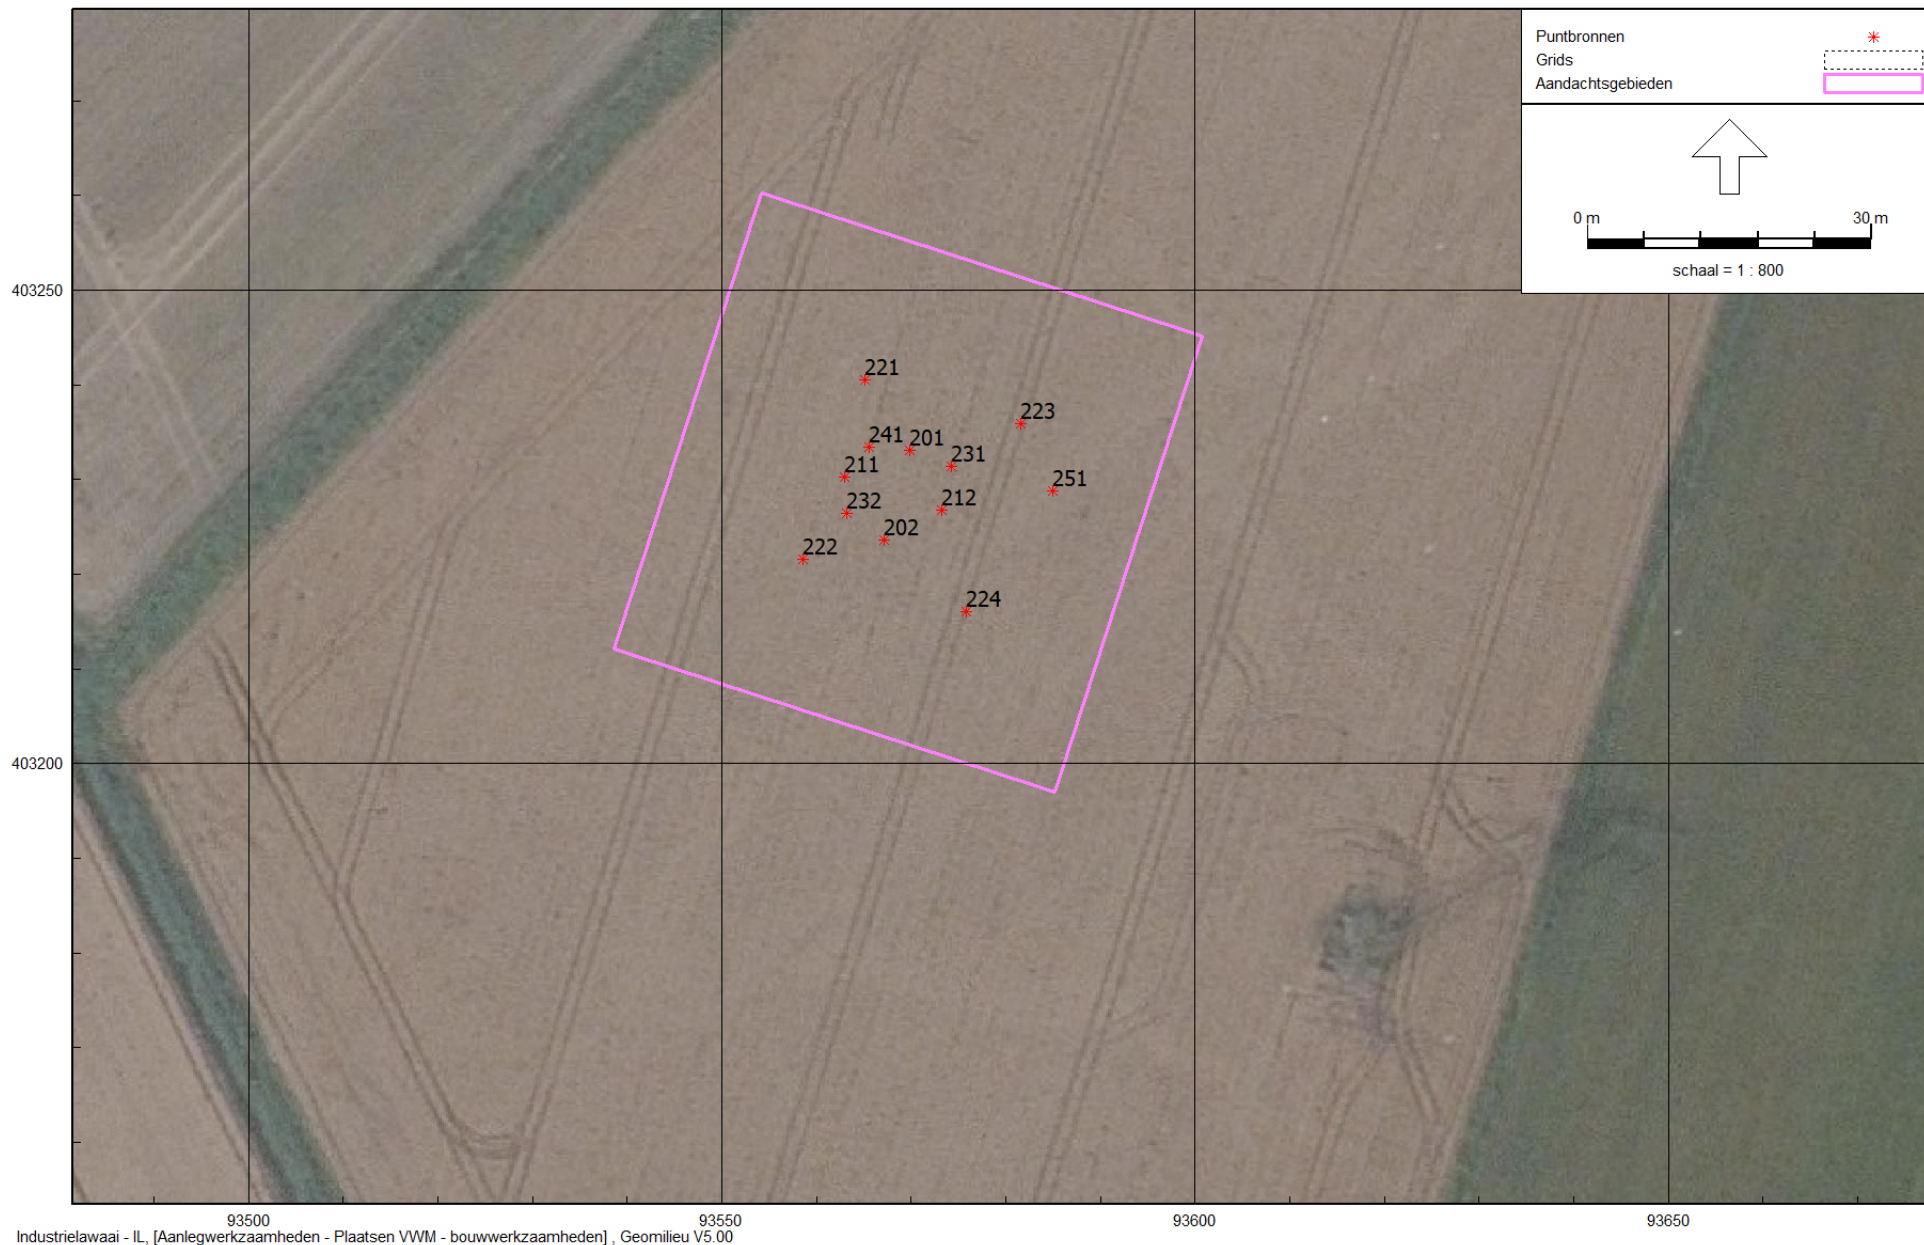 Puntbronnen
Grids
Aandachtsgebieden
0 m 30 m
schaal = 1 : 800
403250
221
223
241 201
231
211
251
232 212
202
222
224
403200
93500 93550 93600 93650
Industrielawaai - IL, [Aanlegwerkzaamheden - Plaatsen VWM - bouwwerkzaamheden] , Geomilieu V5.00